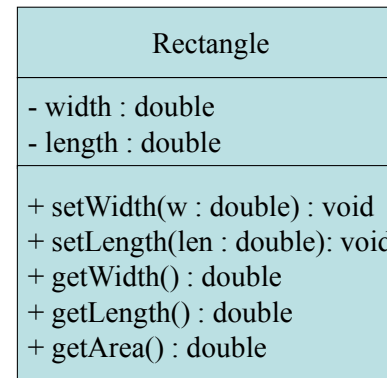 Rectangle
- width : double
- length : double
+ setWidth(w : double) : void
+ setLength(len : double): void
+ getWidth() : double
+ getLength() : double
+ getArea() : double